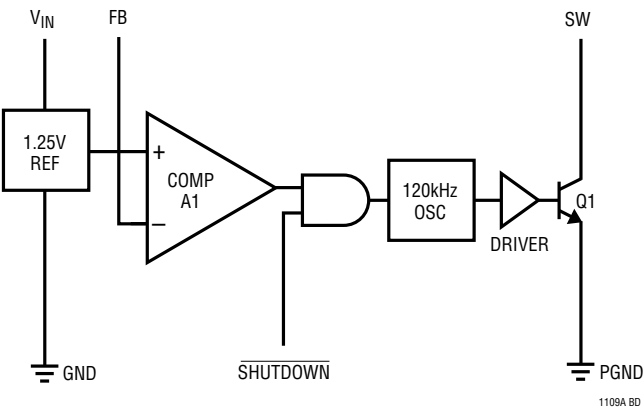 VIN
FB
SW
1.25V
REF
+
COMP
A1
−
120kHz
OSC
DRIVER
Q1
SHUTDOWN
GND
PGND
1109A BD